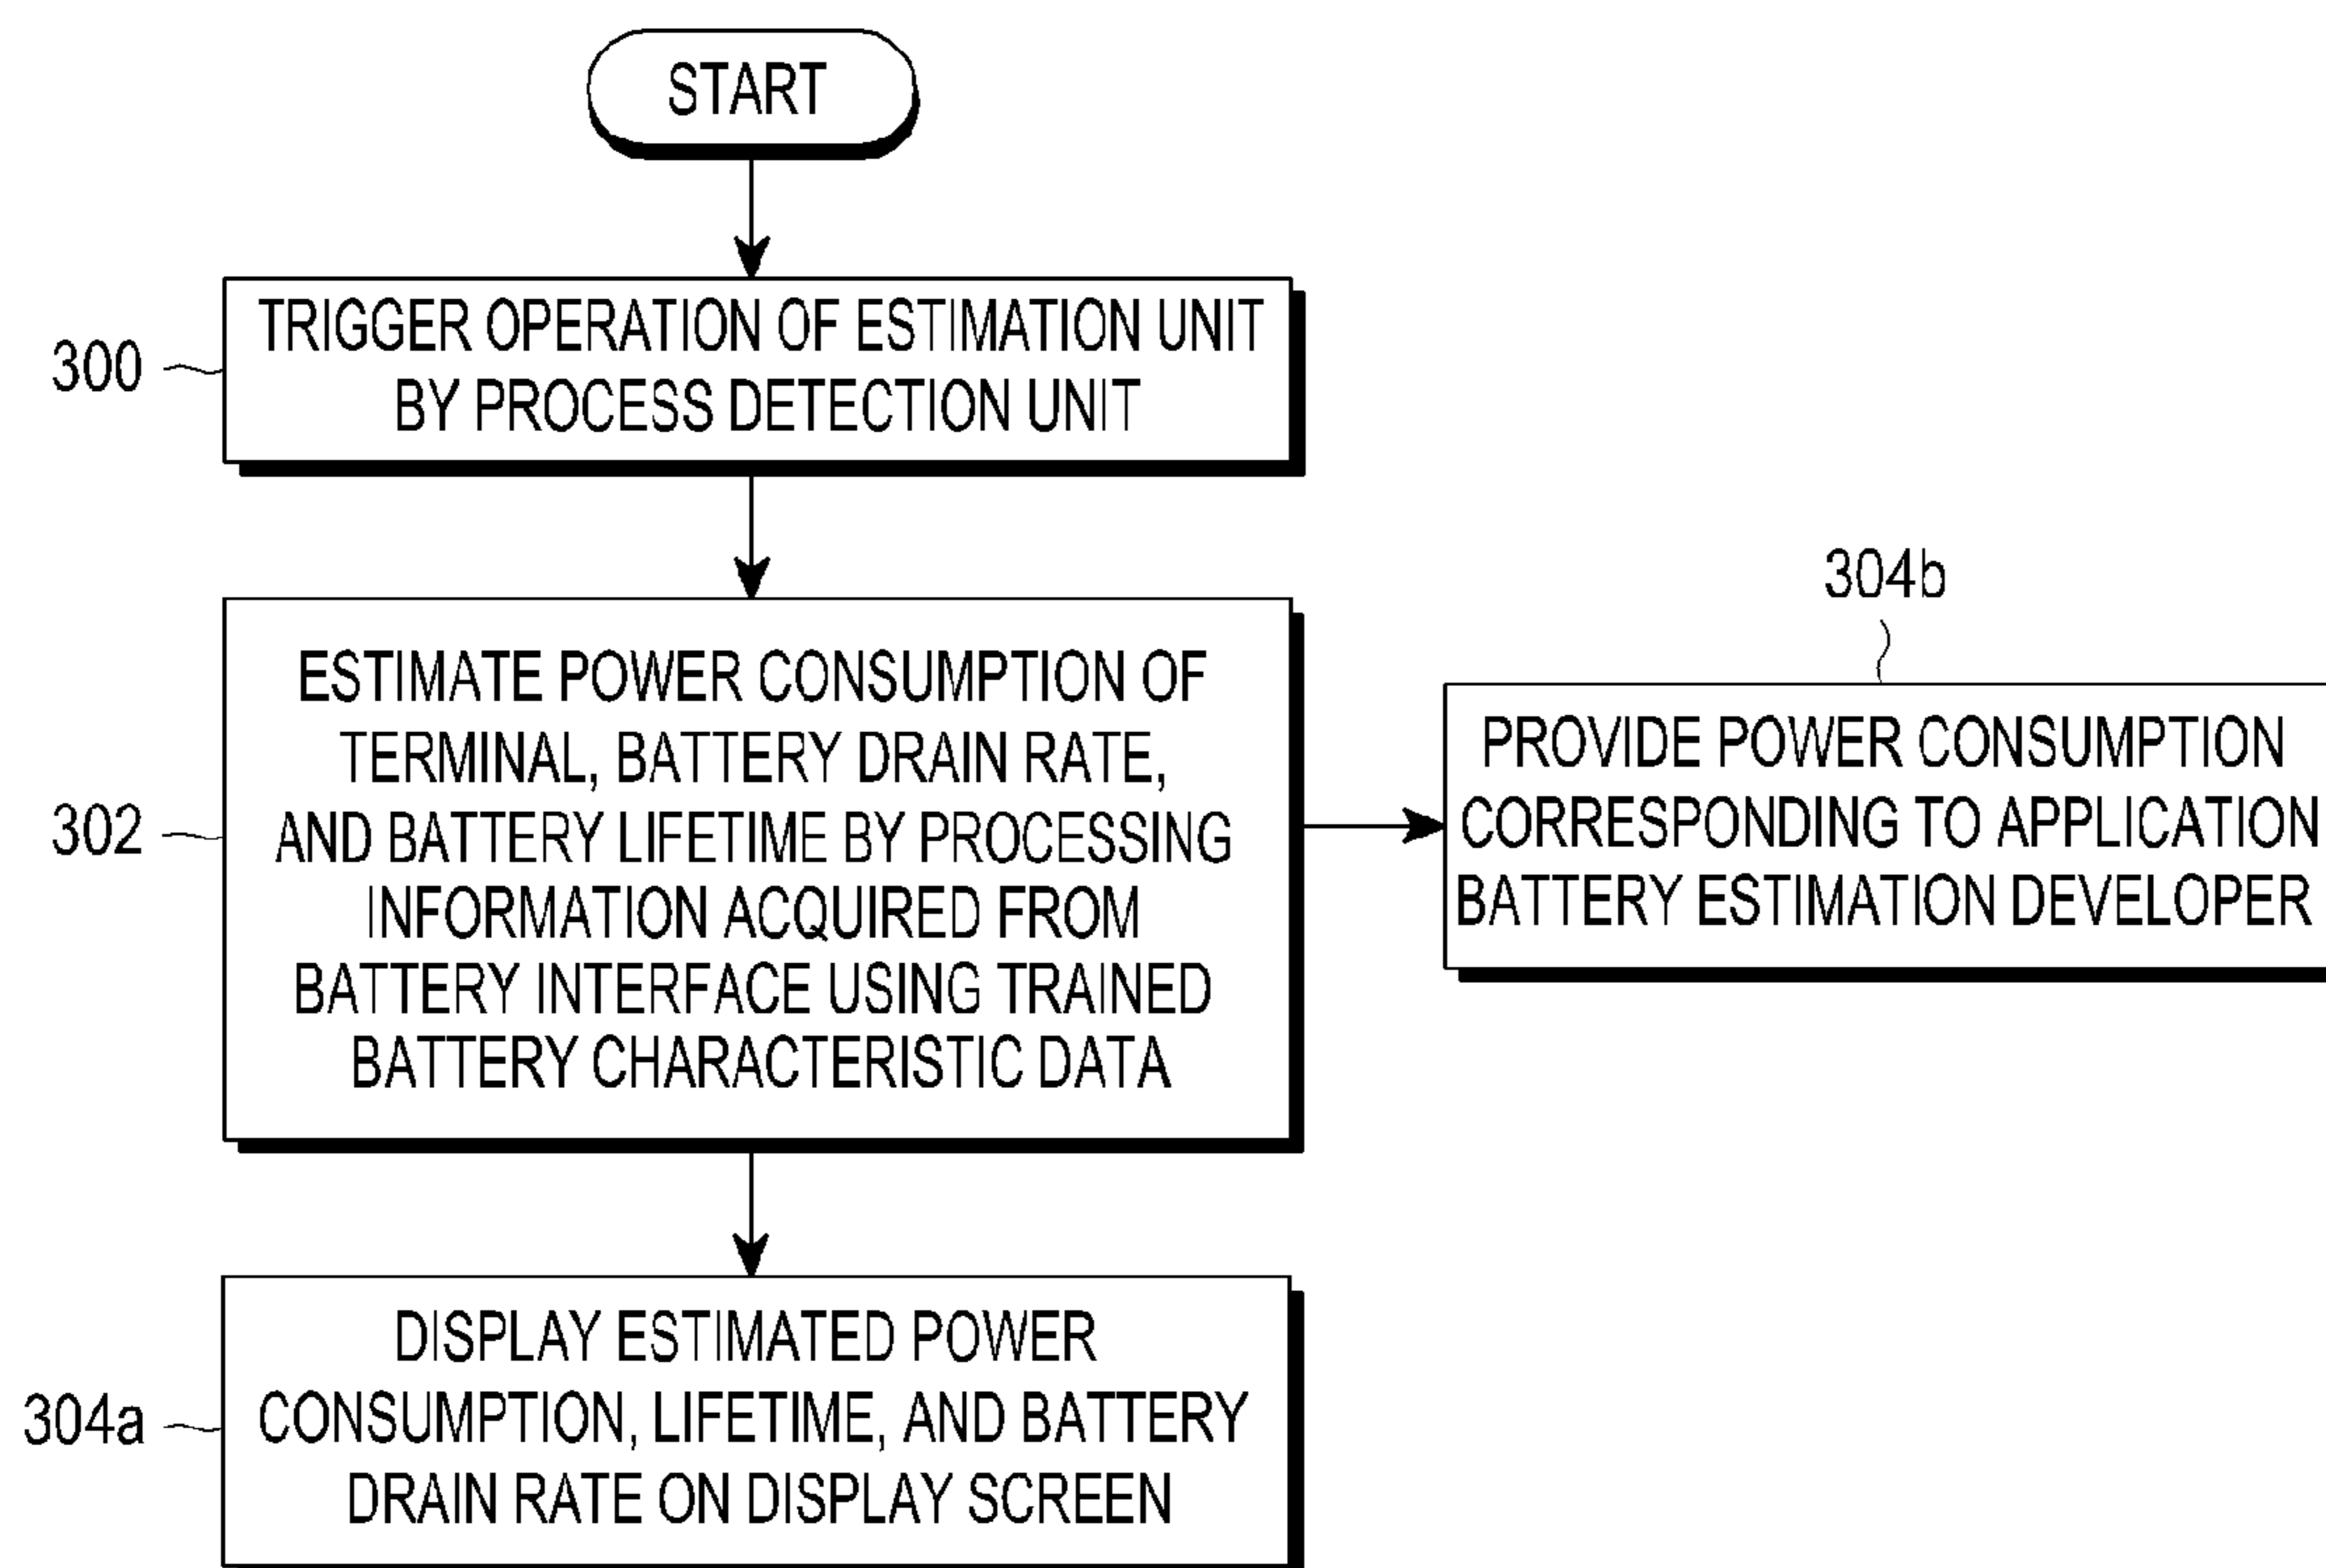 START
300
TRIGGER OPERATION OF ESTIMATION UNIT
BY PROCESS DETECTION UNIT
302
ESTIMATE POWER CONSUMPTION OF
TERMINAL, BATTERY DRAIN RATE,
AND BATTERY LIFETIME BY PROCESSING
INFORMATION ACQUIRED FROM
BATTERY INTERFACE USING TRAINED
BATTERY CHARACTERISTIC DATA
304b
PROVIDE POWER CONSUMPTION
CORRESPONDING TO APPLICATION
BATTERY ESTIMATION DEVELOPER
304a
DISPLAY ESTIMATED POWER
CONSUMPTION, LIFETIME, AND BATTERY
DRAIN RATE ON DISPLAY SCREEN